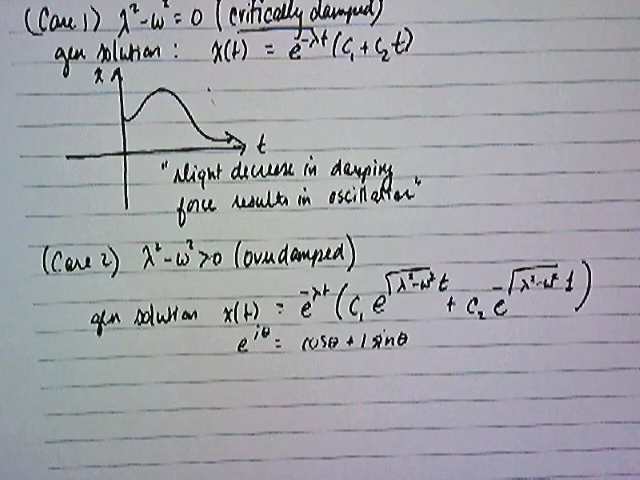 (Case 1) λ²-ω² = 0 (critically damped)
gen solution : x(t) = e^-λt (C₁ + C₂t)
x
t
"slight decrease in damping
force results in oscillation"
(Case 2) λ²-ω² > 0 (overdamped)
gen solution x(t) = e^-λt (C₁ e^√(λ²-ω²) t + C₂ e^-√(λ²-ω²) t)
e^iθ = cosθ + i sinθ